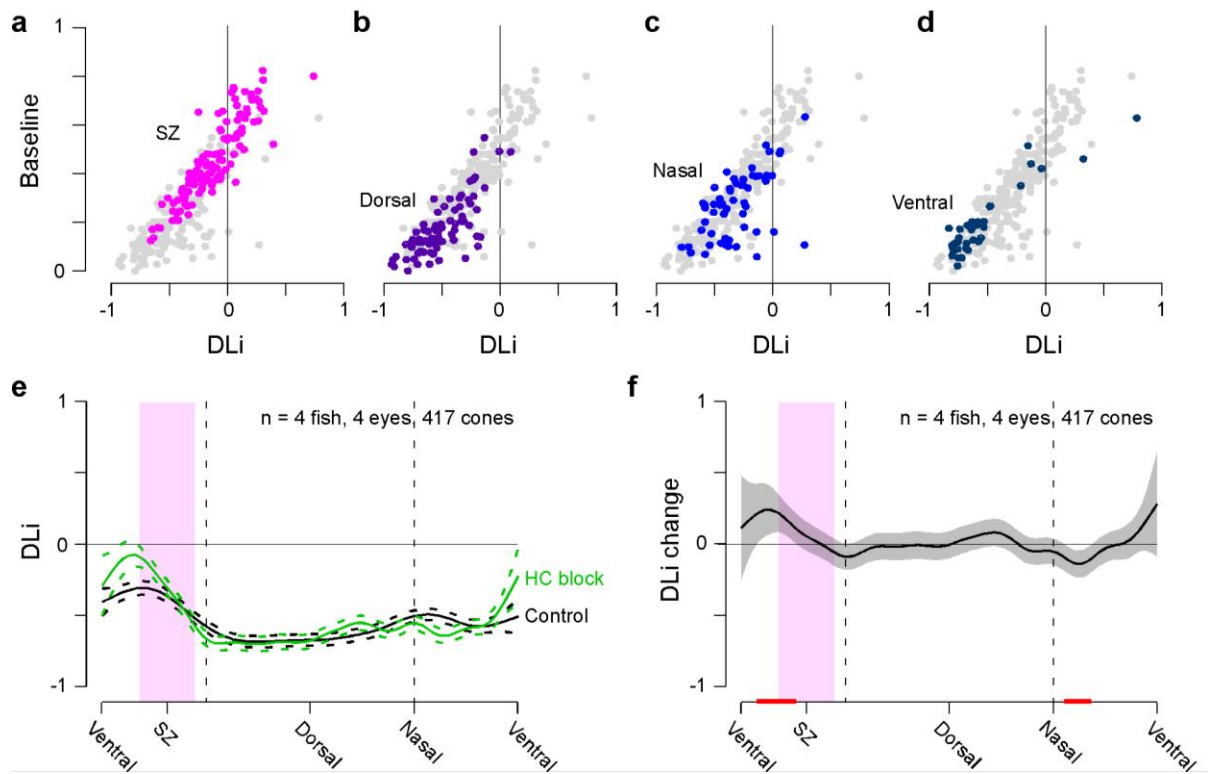 a
b
c
d
1
Baseline
0
SZ
Dorsal
Nasal
Ventral
-1 0 1
-1 0 1
-1 0 1
-1 0 1
DLi
DLi
DLi
DLi
e
f
1
n = 4 fish, 4 eyes, 417 cones
DLi
0
HC block
Control
-1
Ventral
SZ
Dorsal
Nasal
Ventral
1
n = 4 fish, 4 eyes, 417 cones
DLi change
0
-1
Ventral
SZ
Dorsal
Nasal
Ventral